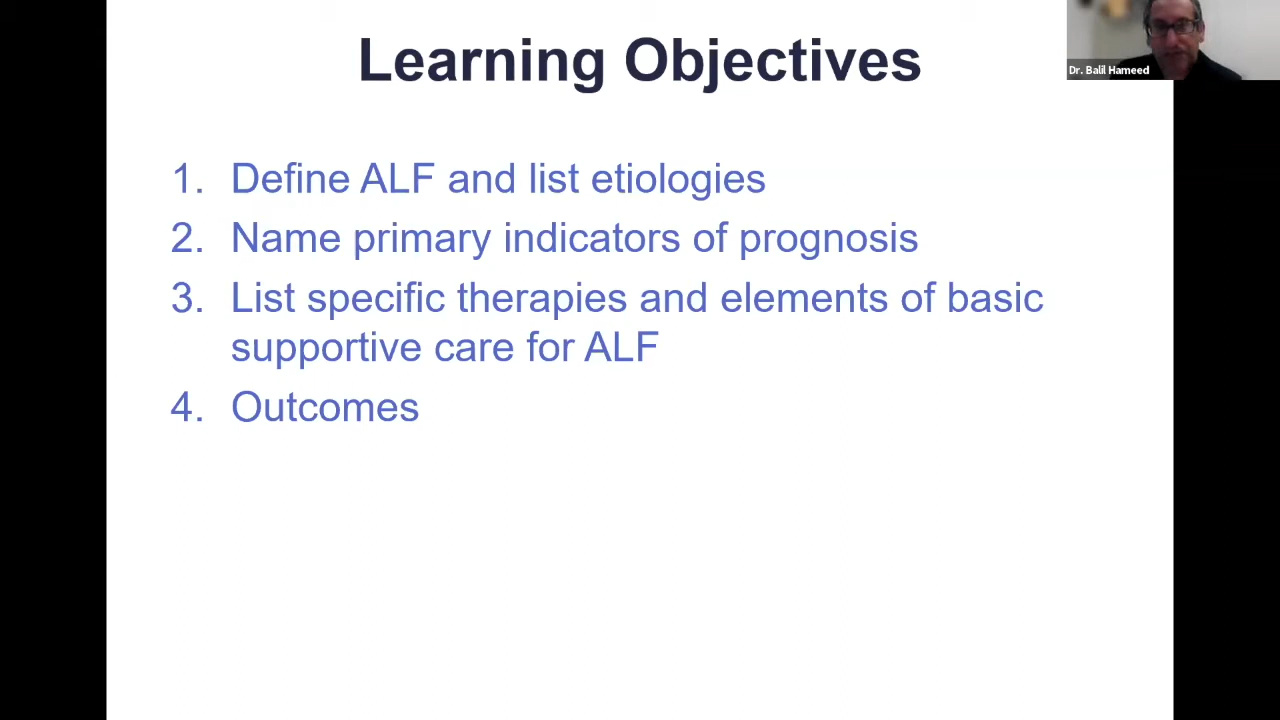 Learning Objectives
Dr. Balil Hameed
1. Define ALF and list etiologies
2. Name primary indicators of prognosis
3. List specific therapies and elements of basic
supportive care for ALF
4. Outcomes